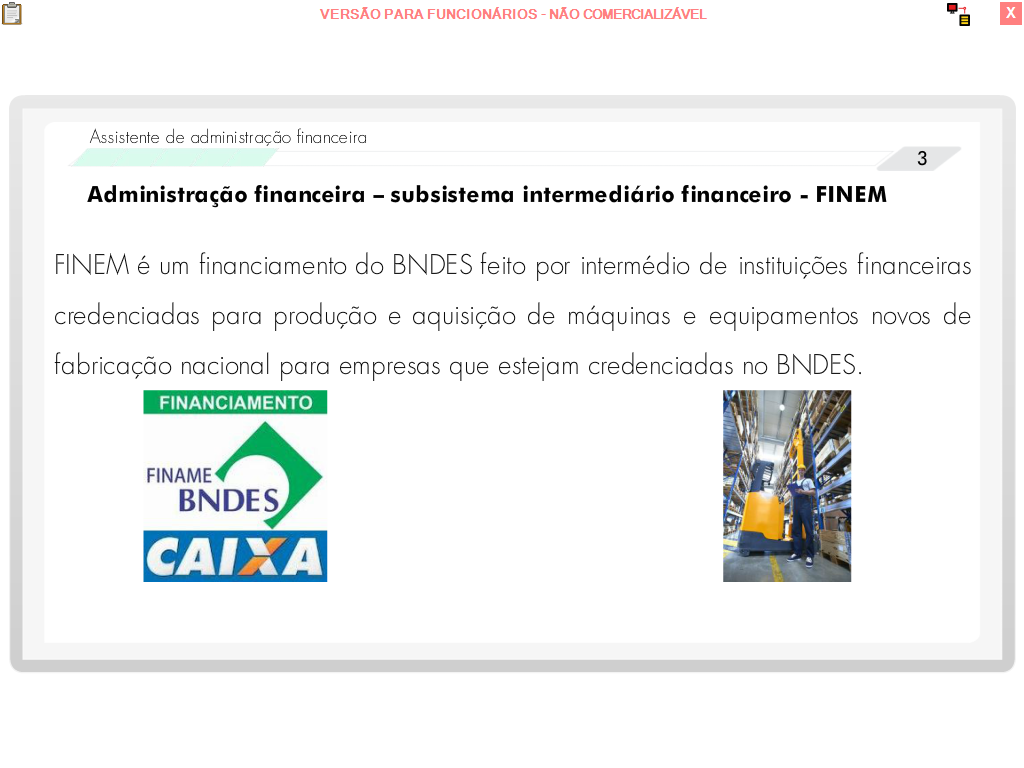 VERSÃO PARA FUNCIONÁRIOS - NÃO COMERCIALIZÁVEL
X
Assistente de administração financeira
3
Administração financeira – subsistema intermediário financeiro - FINEM
FINEM é um financiamento do BNDES feito por intermédio de instituições financeiras
credenciadas para produção e aquisição de máquinas e equipamentos novos de
fabricação nacional para empresas que estejam credenciadas no BNDES.
FINANCIAMENTO
FINAME
BNDES
CAIXA